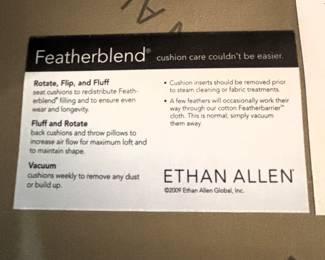 Featherblend® cushion care couldn't be easier.
Rotate, Flip, and Fluff
seat cushions to redistribute Feath-
erblend® filling and to ensure even
wear and longevity.
Fluff and Rotate
back cushions and throw pillows to
increase air flow for maximum loft and
to maintain shape.
Vacuum
cushions weekly to remove any dust
or build up.
• Cushion inserts should be removed prior
to steam cleaning or fabric treatments.
• A few feathers will occasionally work their
way through our cotton Featherbarrier™
cloth. This is normal, simply vacuum
them away.
ETHAN ALLEN®
©2009 Ethan Allen Global, Inc.